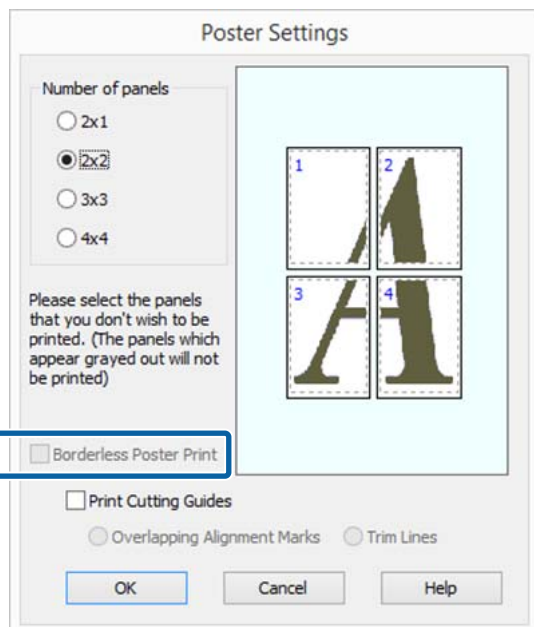 Poster Settings
Number of panels
2x1
2x2
3x3
4x4
1
2
3
4
Please select the panels
that you don't wish to be
printed. (The panels which
appear grayed out will not
be printed)
Borderless Poster Print
Print Cutting Guides
Overlapping Alignment Marks Trim Lines
OK Cancel Help